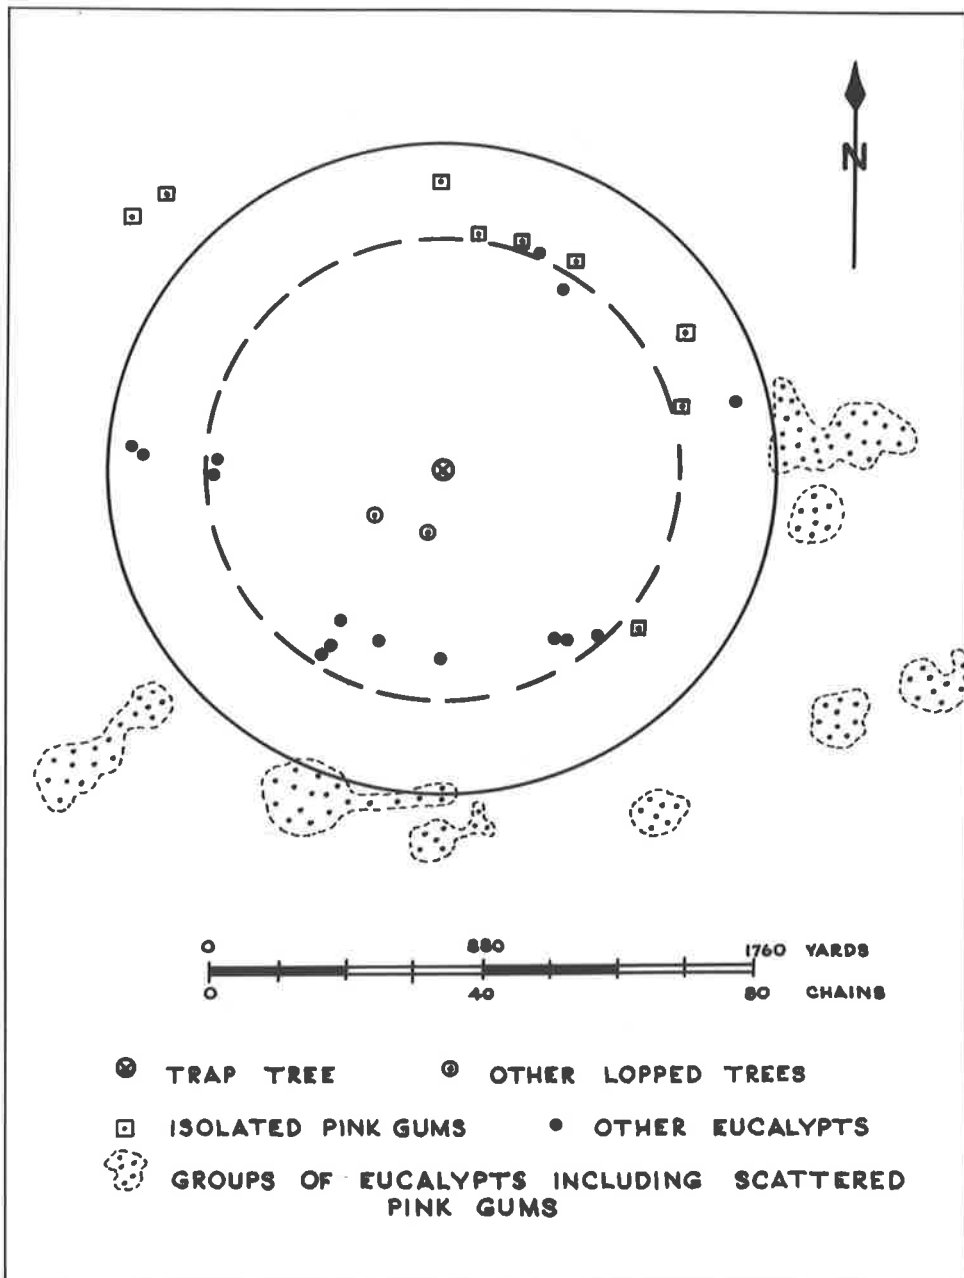 N
0 880 1760 YARDS
0 40 80 CHAINS
TRAP TREE OTHER LOPPED TREES
ISOLATED PINK GUMS OTHER EUCALYPTS
GROUPS OF EUCALYPTS INCLUDING SCATTERED
PINK GUMS